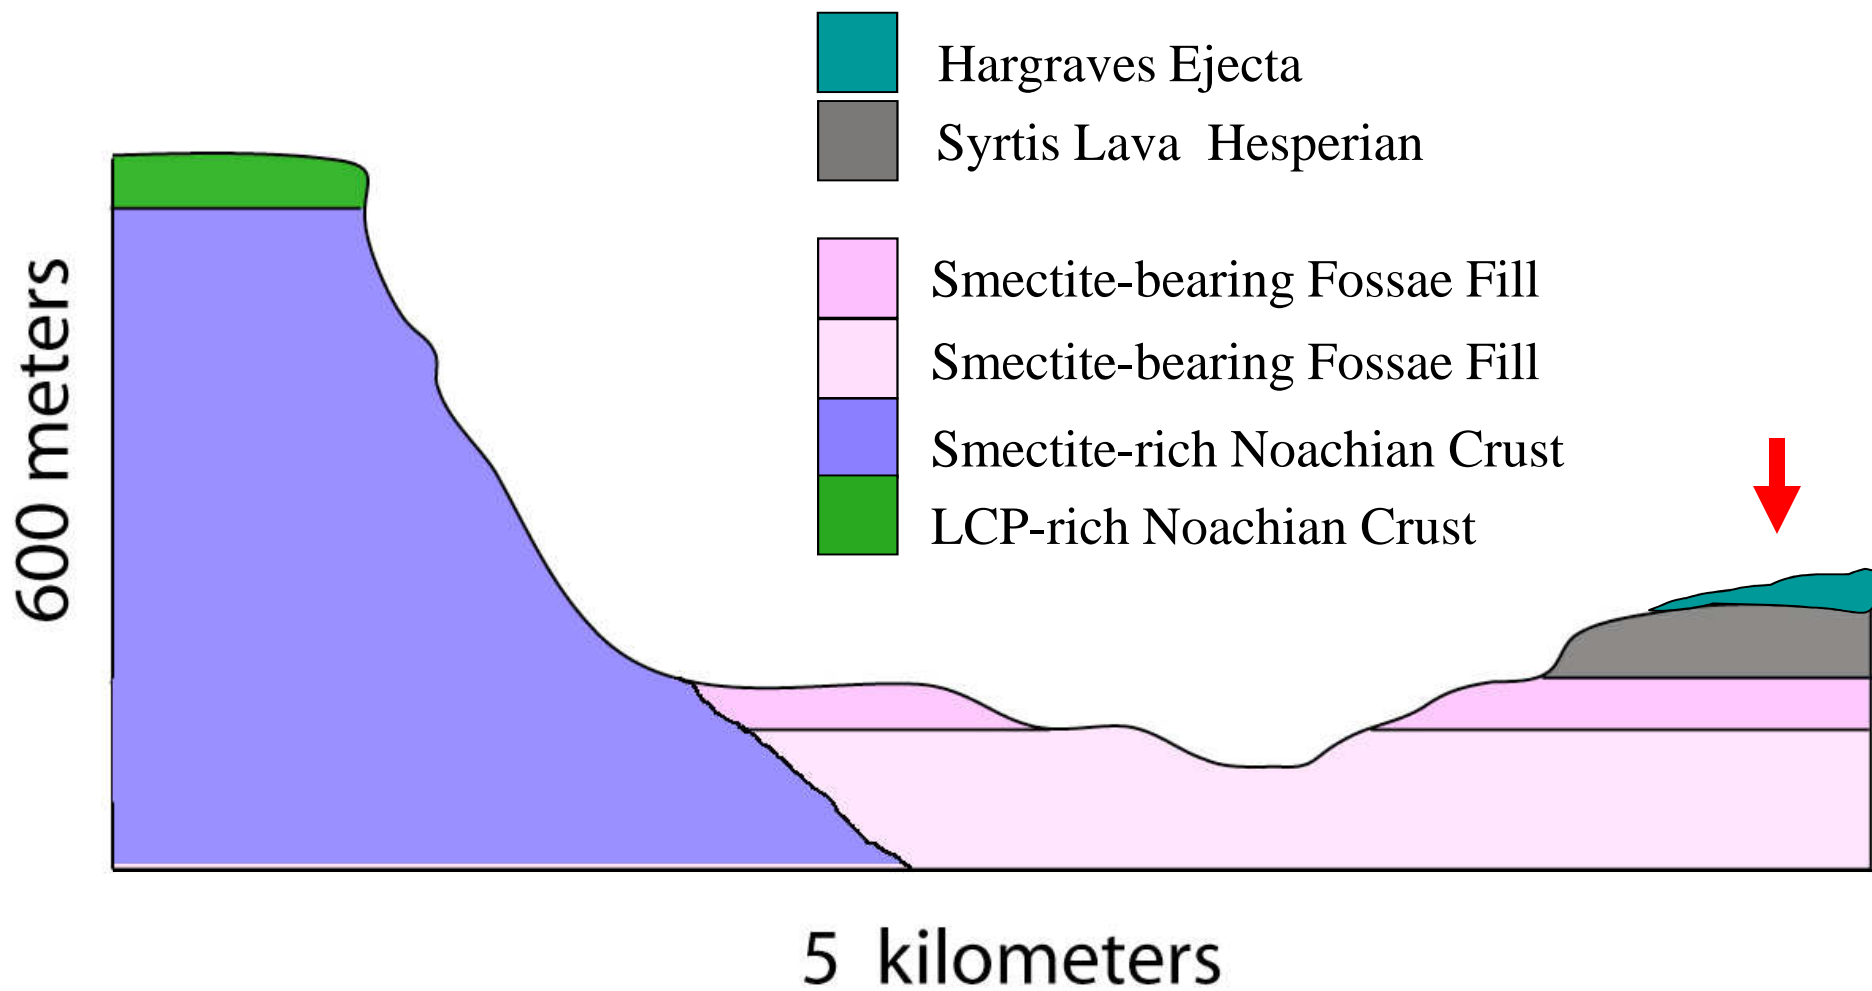 Hargraves Ejecta
Syrtis Lava  Hesperian
Smectite-bearing Fossae Fill
Smectite-bearing Fossae Fill
Smectite-rich Noachian Crust
LCP-rich Noachian Crust
600 meters
5 kilometers